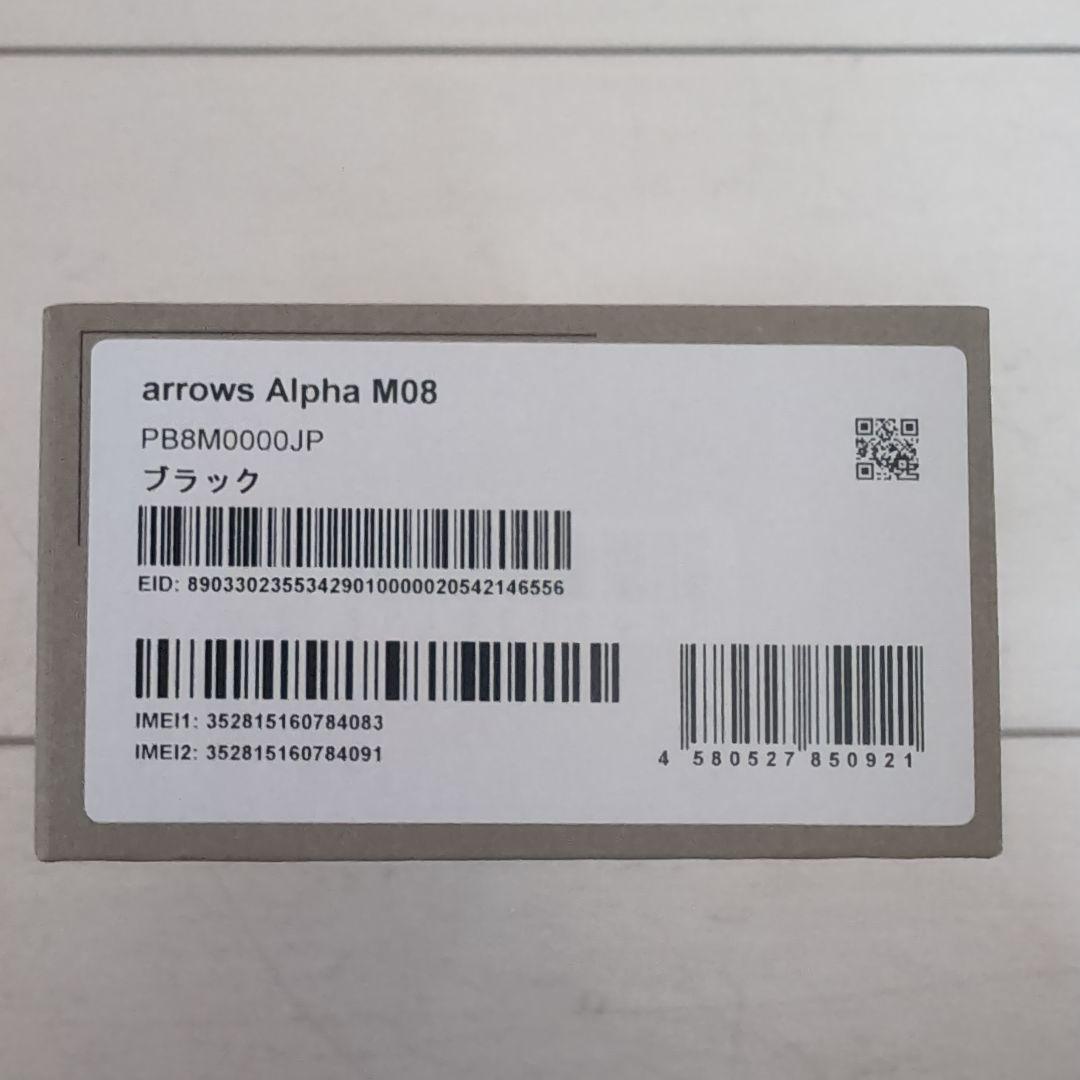 arrows Alpha M08
PB8M0000JP
ブラック
EID: 89033023553429010000020542146556
IMEI1: 352815160784083
IMEI2: 352815160784091
4 580527 850921